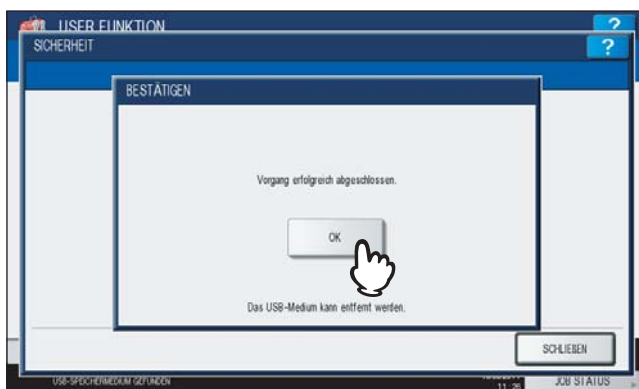 USER FUNKTION
?
SICHERHEIT
?
BESTÄTIGEN
Vorgang erfolgreich abgeschlossen.
OK
Das USB-Medium kann entfernt werden.
SCHLIEßEN
USB-SPEICHERMEDIUM GEFUNDEN
JOB STATUS